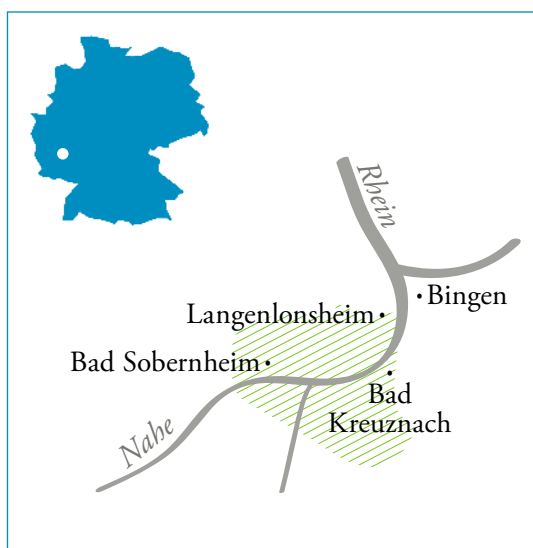 Rhein
Bingen
Langenlonsheim
Bad Sobernheim
Bad
Kreuznach
Nahe